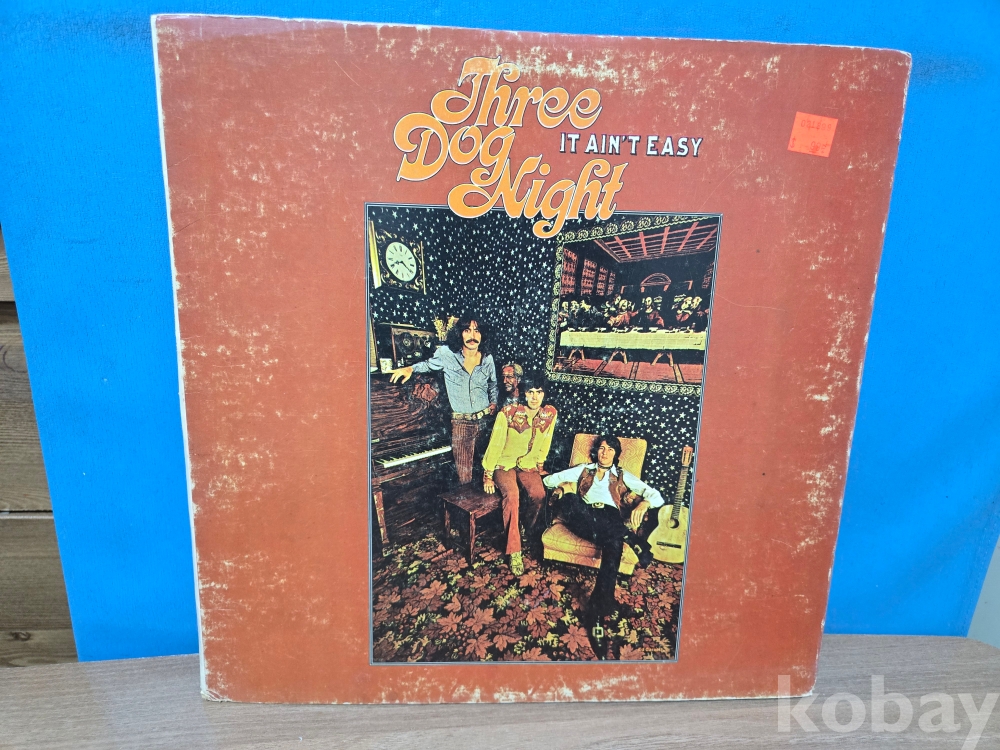 Three
Dog
Night
IT AIN'T EASY
kobay